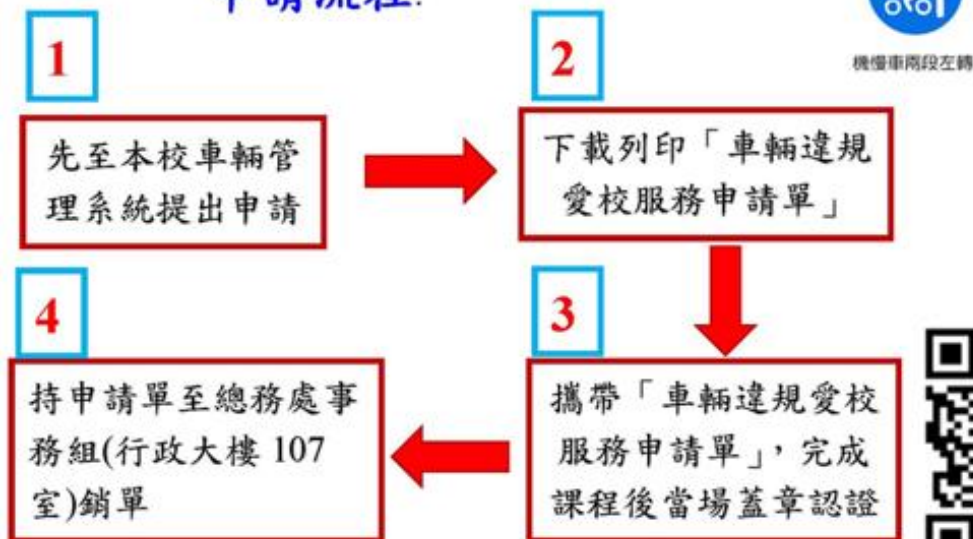 申請流程:
機慢車兩段左轉
1
先至本校車輛管
理系統提出申請
2
下載列印「車輛違規
愛校服務申請單」
3
攜帶「車輛違規愛校
服務申請單」，完成
課程後當場蓋章認證
4
持申請單至總務處事
務組(行政大樓 107
室)銷單